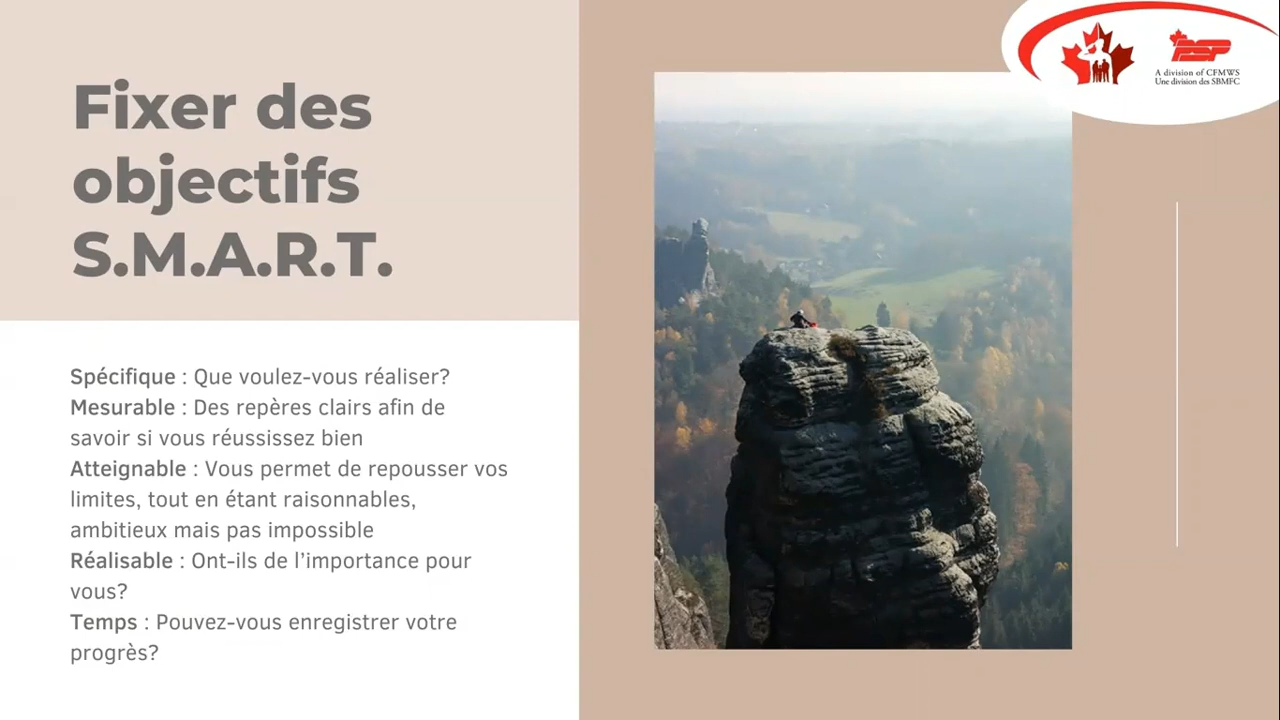 Fixer des
objectifs
S.M.A.R.T.
Spécifique : Que voulez-vous réaliser?
Mesurable : Des repères clairs afin de
savoir si vous réussissez bien
Atteignable : Vous permet de repousser vos
limites, tout en étant raisonnables,
ambitieux mais pas impossible
Réalisable : Ont-ils de l’importance pour
vous?
Temps : Pouvez-vous enregistrer votre
progrès?
PSP
A division of CFMWS
Une division des SBMFC